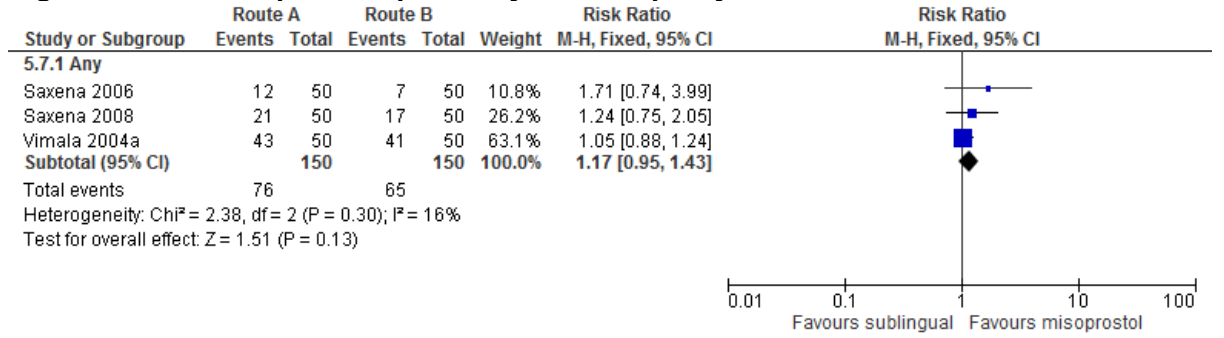 Route A Route B Risk Ratio Risk Ratio
Study or Subgroup Events Total Events Total Weight M-H, Fixed, 95% CI M-H, Fixed, 95% CI
5.7.1 Any
Saxena 2006 12 50 7 50 10.8% 1.71 [0.74, 3.99]
Saxena 2008 21 50 17 50 26.2% 1.24 [0.75, 2.05]
Vimala 2004a 43 50 41 50 63.1% 1.05 [0.88, 1.24]
Subtotal (95% CI) 150 150 100.0% 1.17 [0.95, 1.43]
Total events 76 65
Heterogeneity: Chi² = 2.38, df = 2 (P = 0.30); I² = 16%
Test for overall effect: Z = 1.51 (P = 0.13)
0.01 0.1 1 10 100
Favours sublingual Favours misoprostol